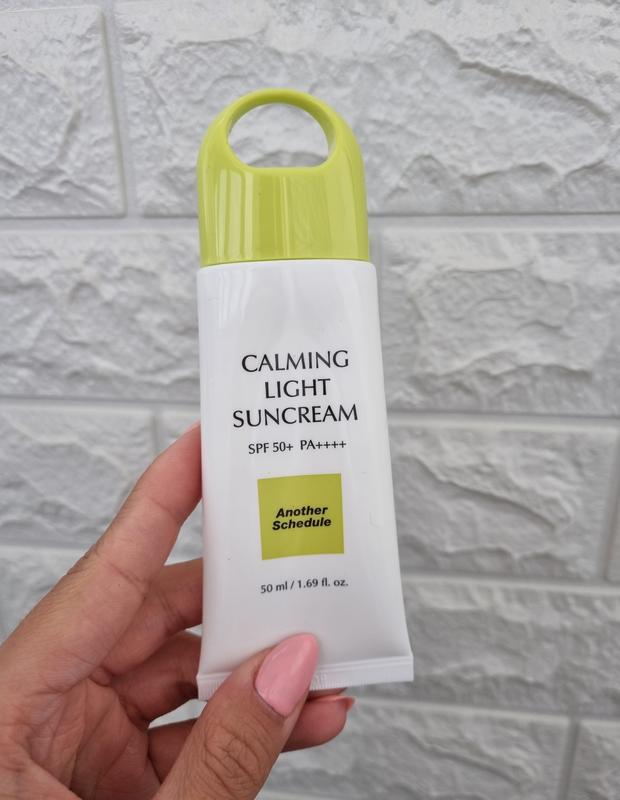 CALMING
LIGHT
SUNCREAM
SPF 50+ PA++++
Another
Schedule
50 ml / 1.69 fl. oz.